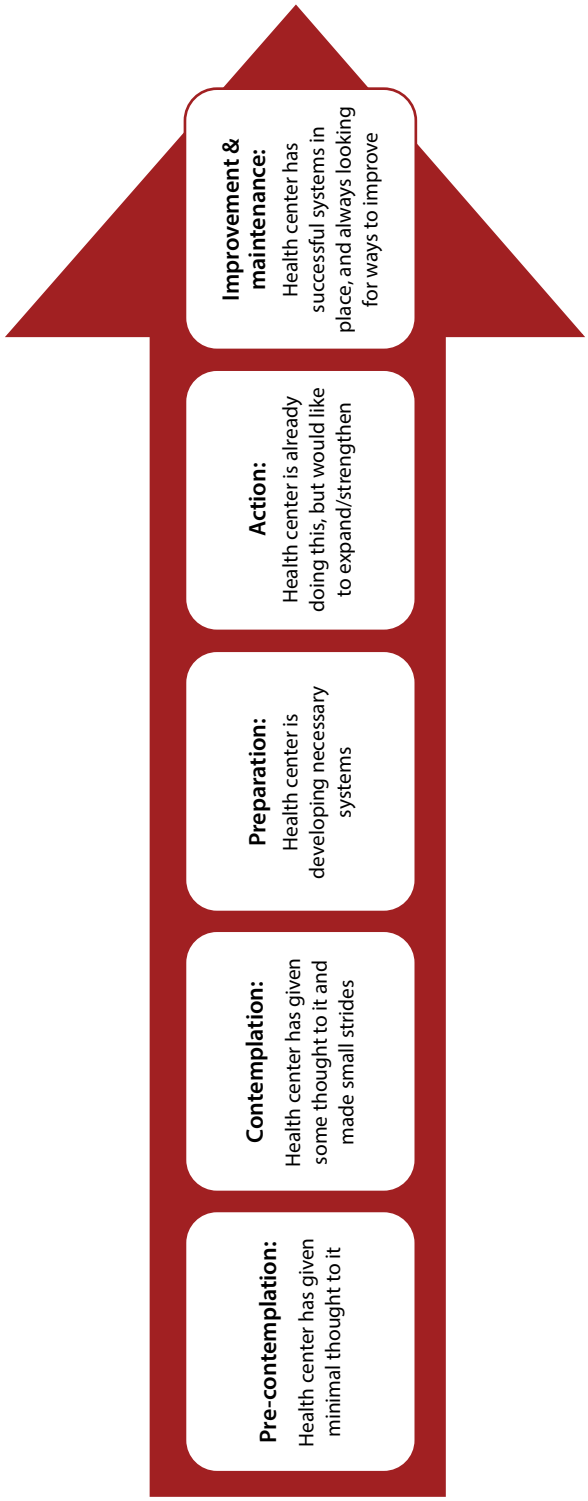 Pre-contemplation:
Health center has given
minimal thought to it
Contemplation:
Health center has given
some thought to it and
made small strides
Preparation:
Health center is
developing necessary
systems
Action:
Health center is already
doing this, but would like
to expand/strengthen
Improvement &
maintenance:
Health center has
successful systems in
place, and always looking
for ways to improve